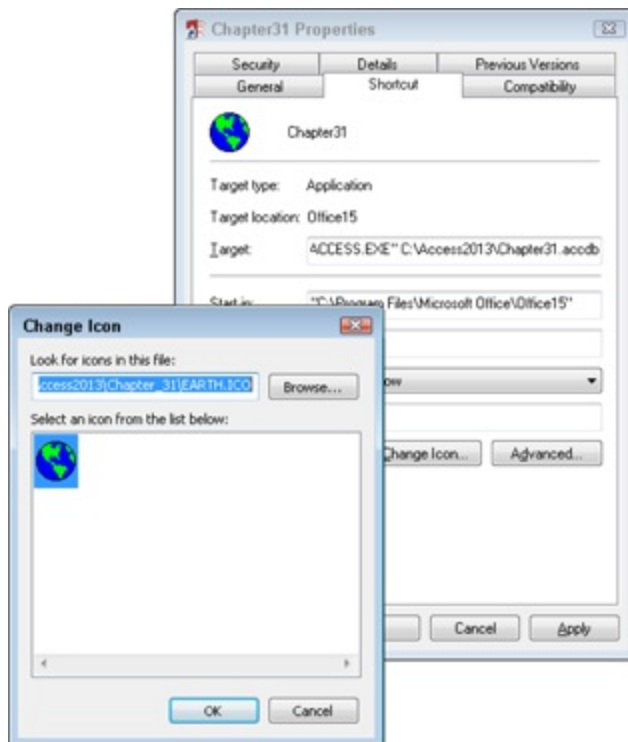 Chapter31 Properties
Security Details Previous Versions
General Shortcut Compatibility
Chapter31
Target type: Application
Target location: Office15
Target: ACCESS.EXE" C:\Access2013\Chapter31.accdb
Start in: "C:\Program Files\Microsoft Office\Office15"
Change Icon... Advanced...
Cancel Apply
Change Icon
Look for icons in this file:
ccess2013\Chapter_31\EARTH.ICO Browse...
Select an icon from the list below:
OK Cancel